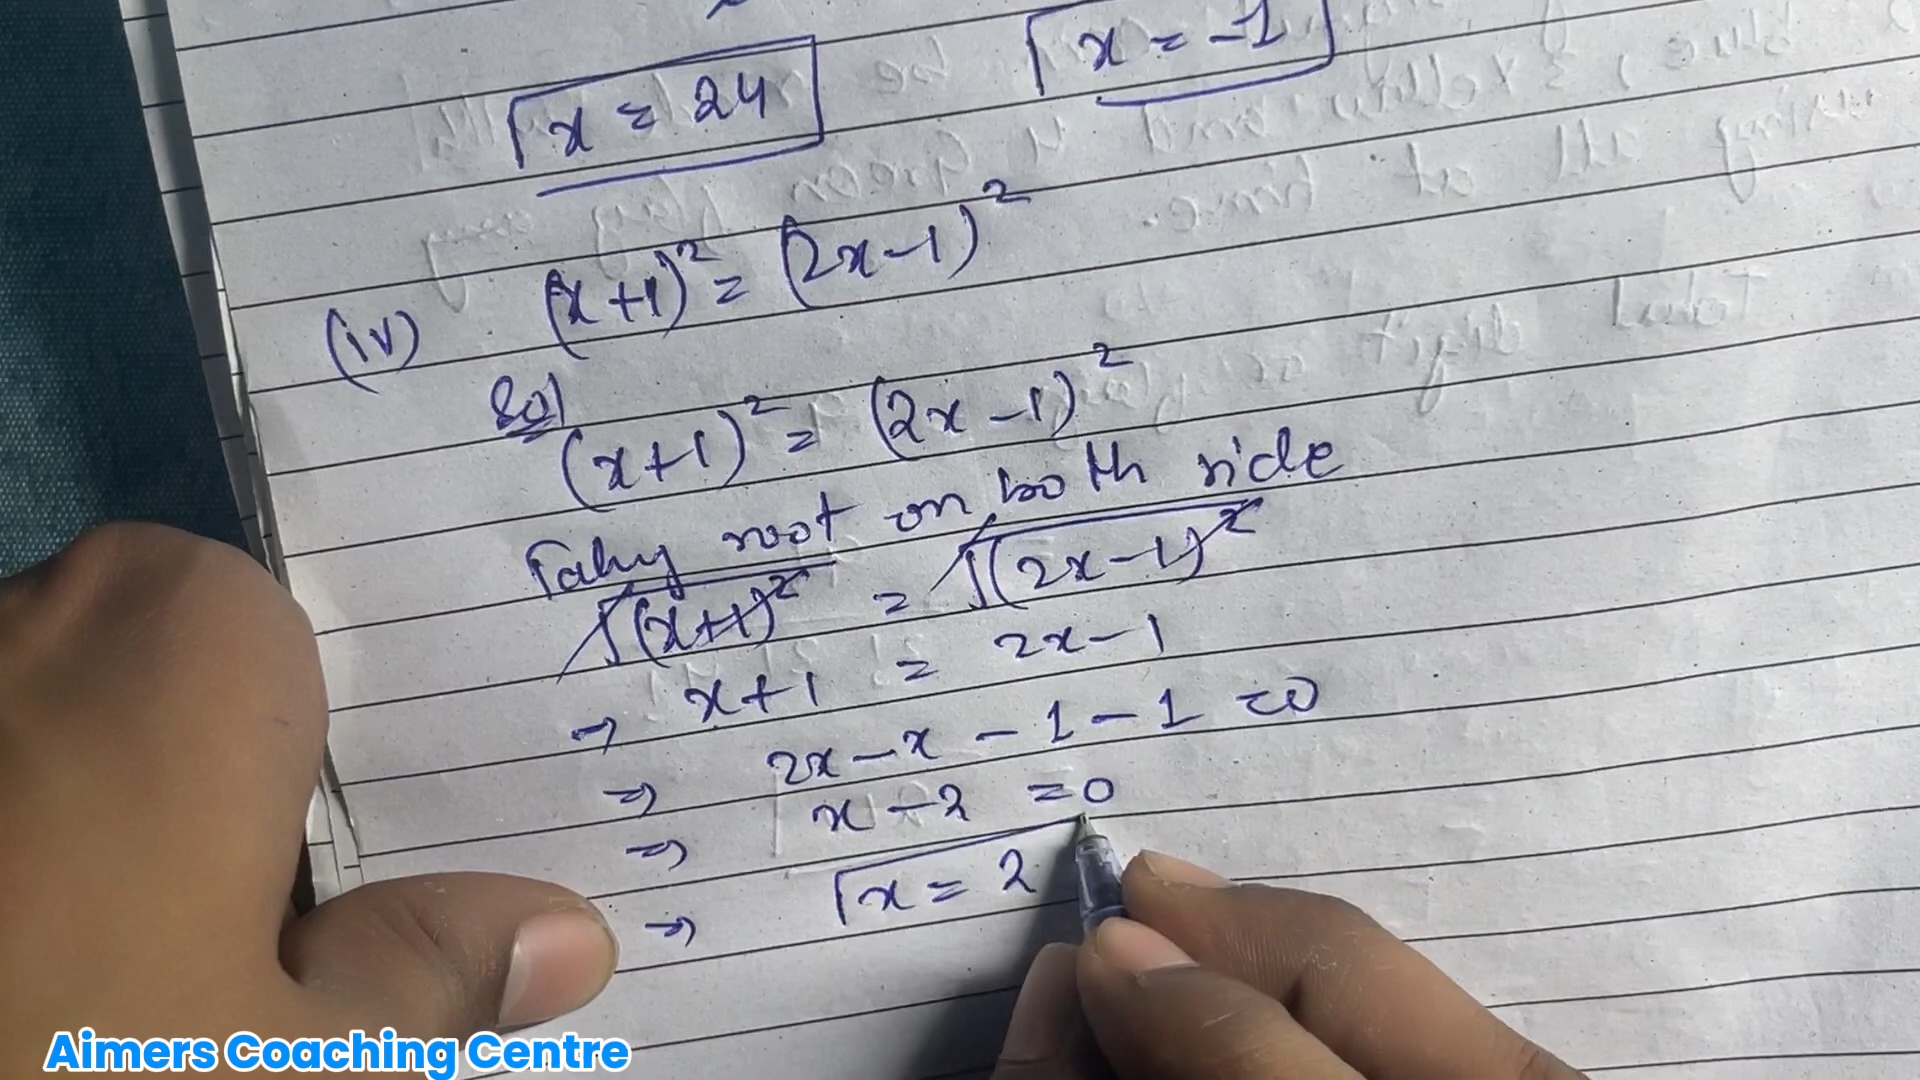 x = 24
x = -1
(iv) (x+1)² = (2x-1)²
Sol
(x+1)² = (2x-1)²
Taking root on both side
√(x+1)² = √(2x-1)²
→ x+1 = 2x-1
⇒ 2x-x-1-1=0
⇒ x-2 =0
⇒ x = 2
Aimers Coaching Centre